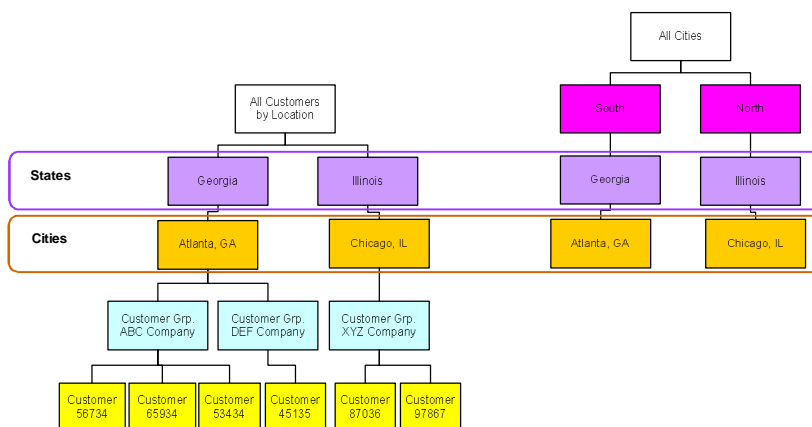 All Cities
All Customers
by Location
South
North
States
Georgia
Illinois
Georgia
Illinois
Cities
Atlanta, GA
Chicago, IL
Atlanta, GA
Chicago, IL
Customer Grp.
ABC Company
Customer Grp.
DEF Company
Customer Grp.
XYZ Company
Customer
56734
Customer
65934
Customer
53434
Customer
45135
Customer
87036
Customer
97867